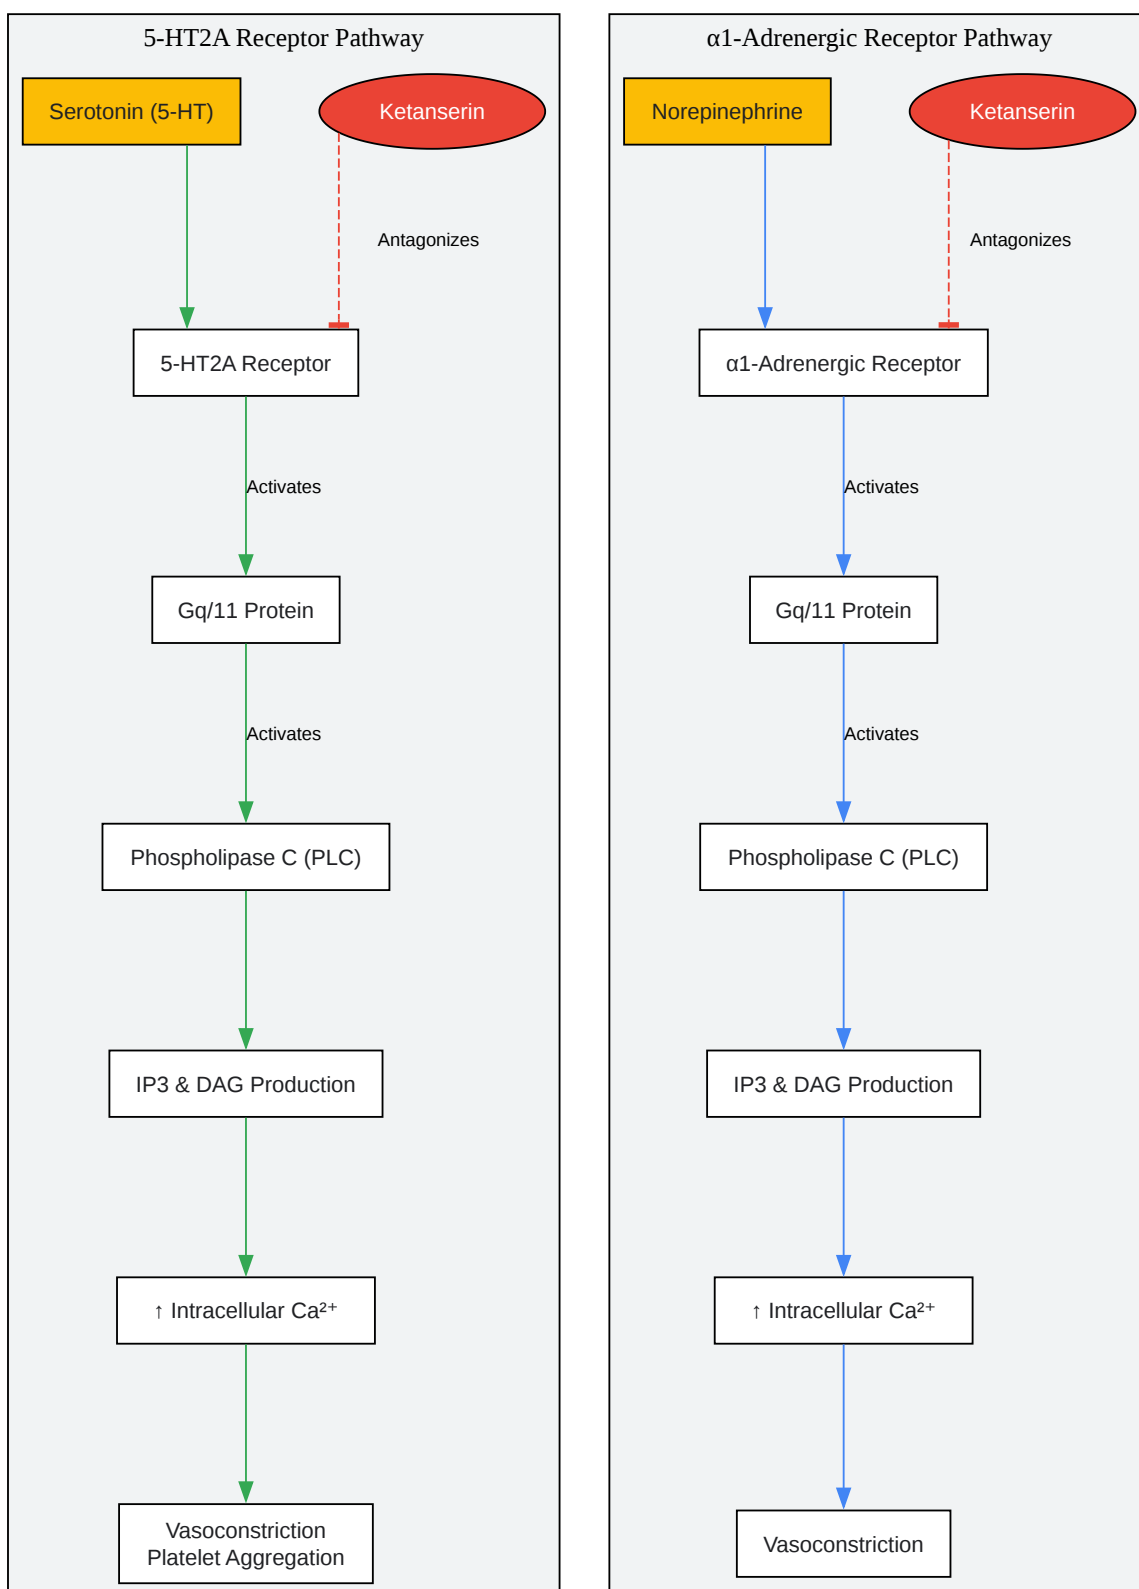 5-HT2A Receptor Pathway
Serotonin (5-HT)
Ketanserin
Antagonizes
5-HT2A Receptor
Activates
Gq/11 Protein
Activates
Phospholipase C (PLC)
IP3 & DAG Production
↑ Intracellular Ca²⁺
Vasoconstriction
Platelet Aggregation
α1-Adrenergic Receptor Pathway
Norepinephrine
Ketanserin
Antagonizes
α1-Adrenergic Receptor
Activates
Gq/11 Protein
Activates
Phospholipase C (PLC)
IP3 & DAG Production
↑ Intracellular Ca²⁺
Vasoconstriction